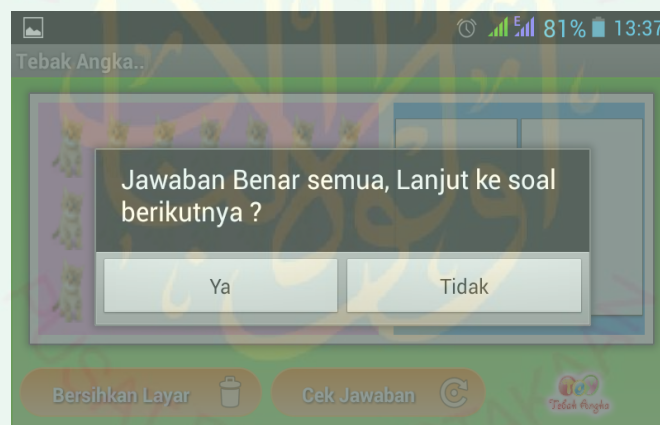 E 81% 13:37
Tebak Angka..
Jawaban Benar semua, Lanjut ke soal
berikutnya ?
Ya Tidak
Bersihkan Layar Cek Jawaban
Tebak Angka